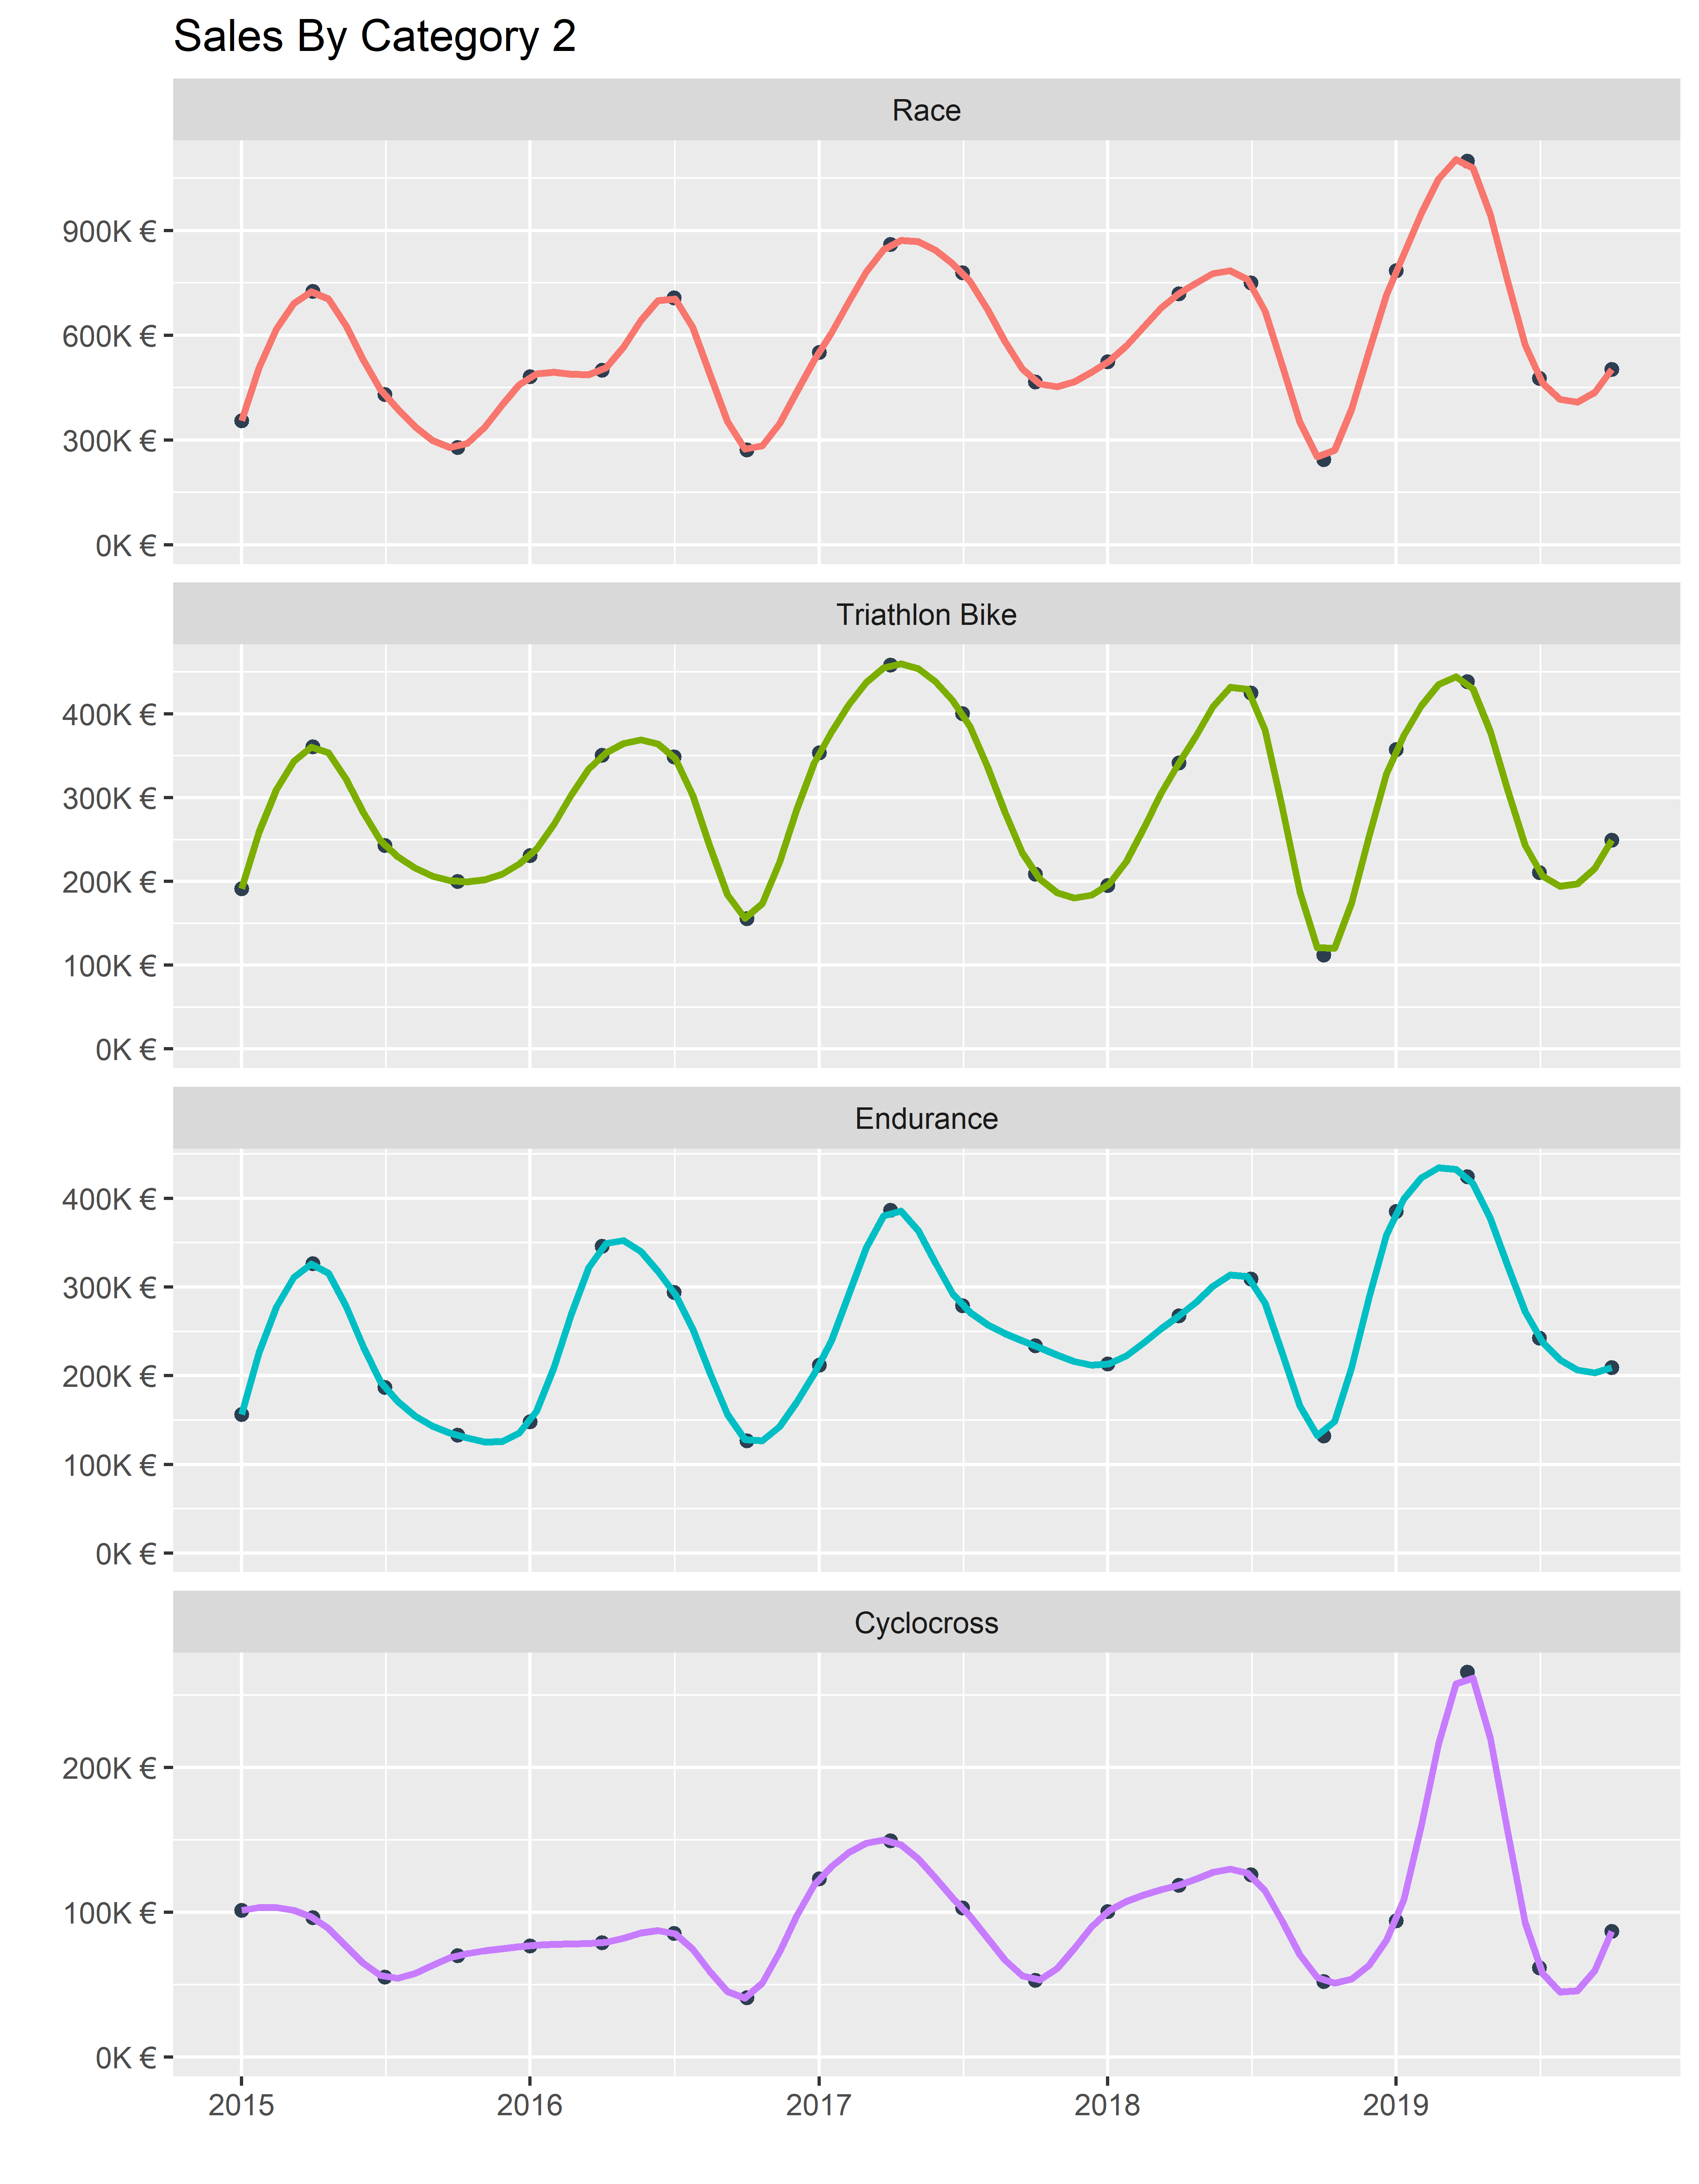 Sales By Category 2
Race
900K €
600K €
300K €
0K €
Triathlon Bike
400K €
300K €
200K €
100K €
0K €
Endurance
400K €
300K €
200K €
100K €
0K €
Cyclocross
200K €
100K €
0K €
2015 2016 2017 2018 2019